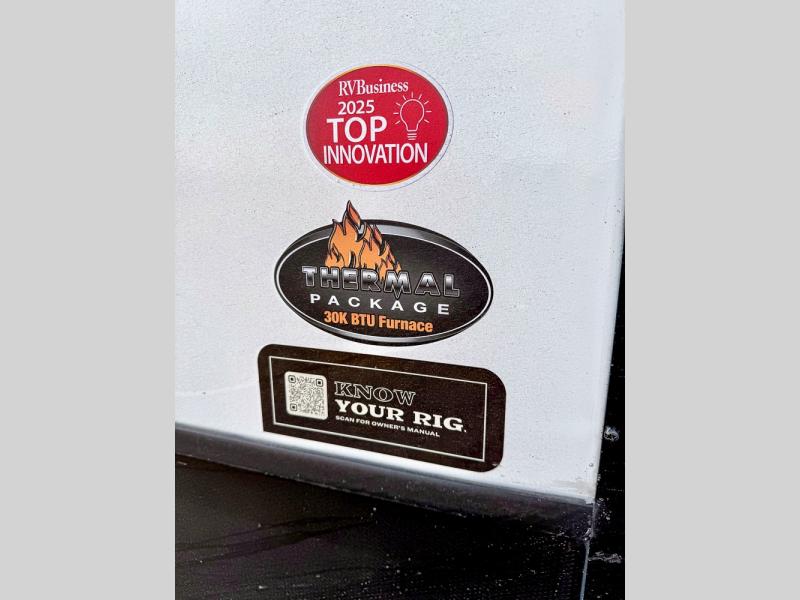 RVBusiness
2025
TOP
INNOVATION
THERMAL
PACKAGE
30K BTU Furnace
KNOW
YOUR RIG.
SCAN FOR OWNER'S MANUAL